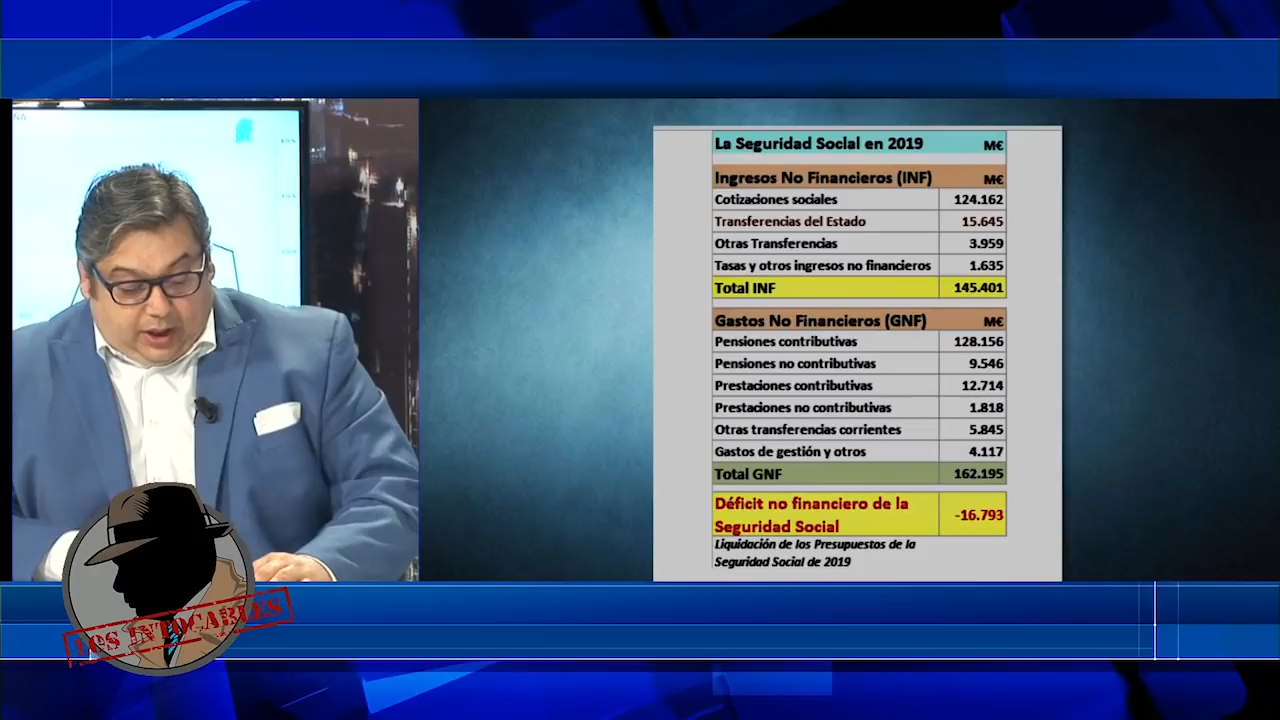 La Seguridad Social en 2019 M€
Ingresos No Financieros (INF) M€
Cotizaciones sociales 124.162
Transferencias del Estado 15.645
Otras Transferencias 3.959
Tasas y otros ingresos no financieros 1.635
Total INF 145.401
Gastos No Financieros (GNF) M€
Pensiones contributivas 128.156
Pensiones no contributivas 9.546
Prestaciones contributivas 12.714
Prestaciones no contributivas 1.818
Otras transferencias corrientes 5.845
Gastos de gestión y otros 4.117
Total GNF 162.195
Déficit no financiero de la
Seguridad Social -16.793
Liquidación de los Presupuestos de la
Seguridad Social de 2019
LOS INTOCABLES